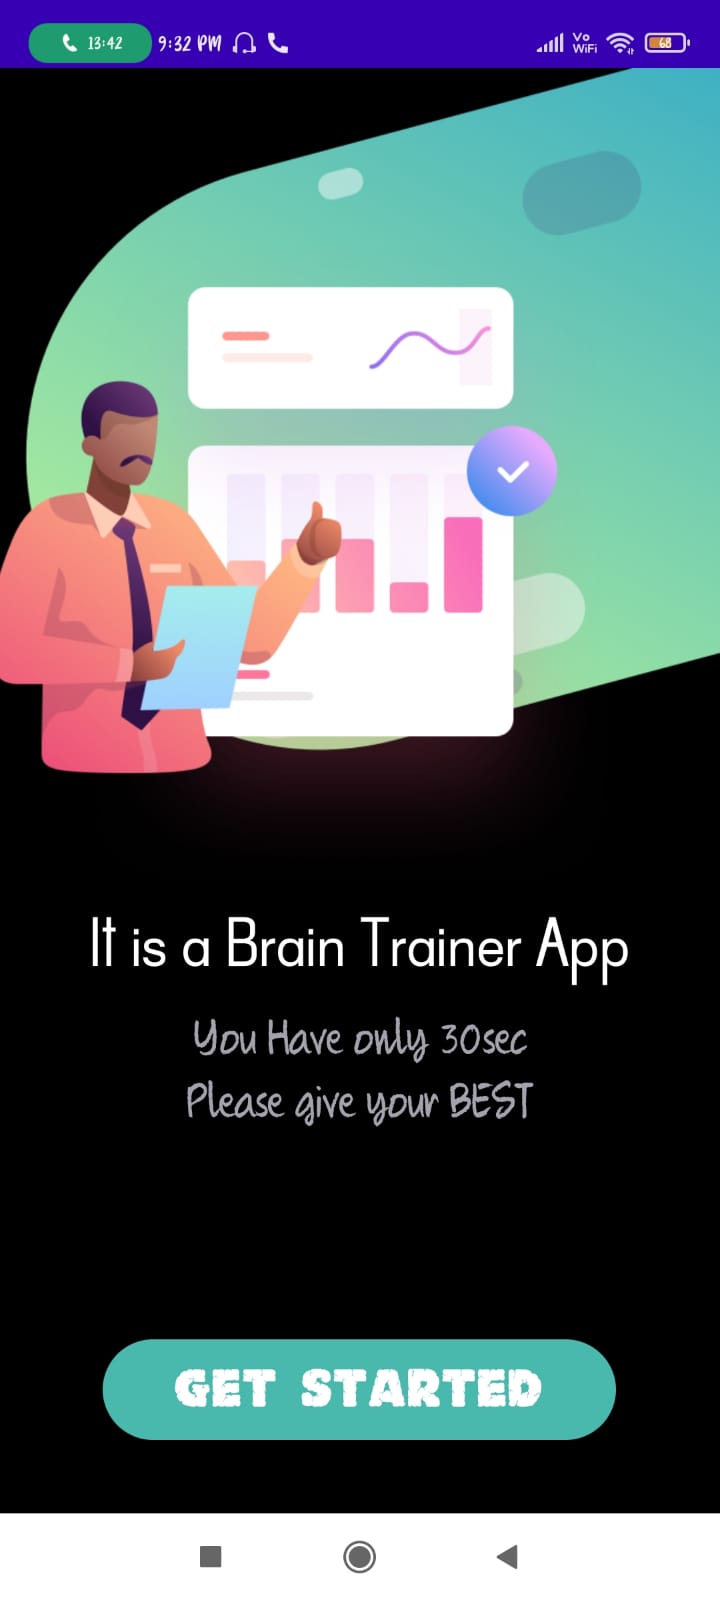 13:42 9:32 PM Vo WiFi 68
It is a Brain Trainer App
You Have only 30sec
Please give your BEST
GET STARTED